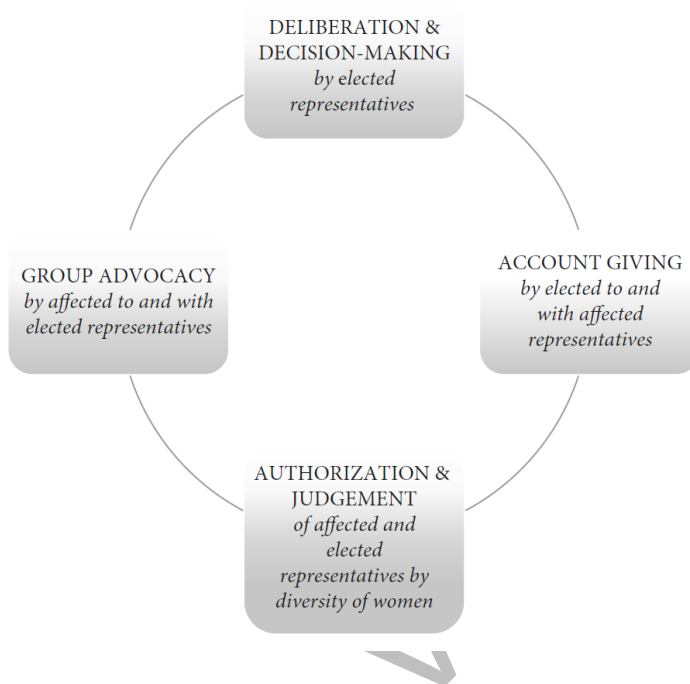 DELIBERATION &
DECISION-MAKING
by elected
representatives
GROUP ADVOCACY
by affected to and with
elected representatives
ACCOUNT GIVING
by elected to and
with affected
representatives
AUTHORIZATION &
JUDGEMENT
of affected and
elected
representatives by
diversity of women